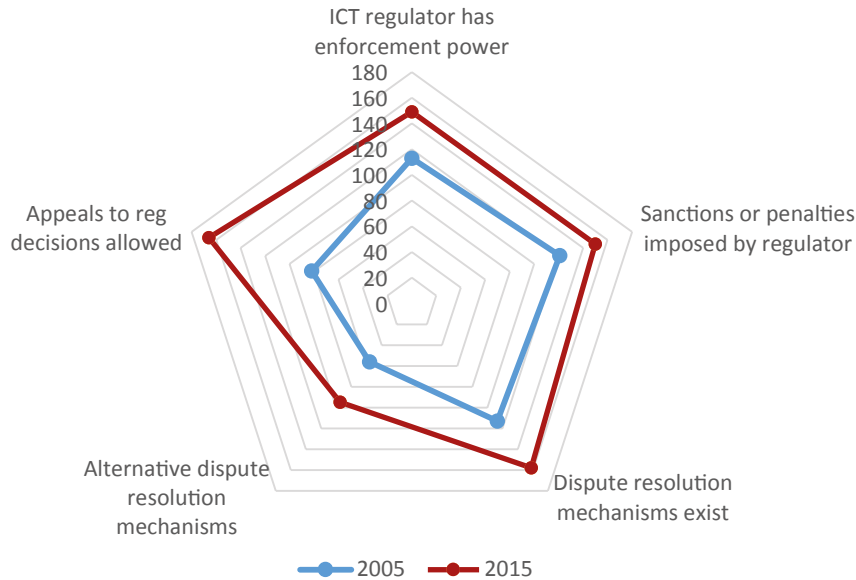 ICT regulator has
enforcement power
180
160
140
120
100
80
60
40
20
0
Appeals to reg
decisions allowed
Sanctions or penalties
imposed by regulator
Alternative dispute
resolution
mechanisms
Dispute resolution
mechanisms exist
2005
2015